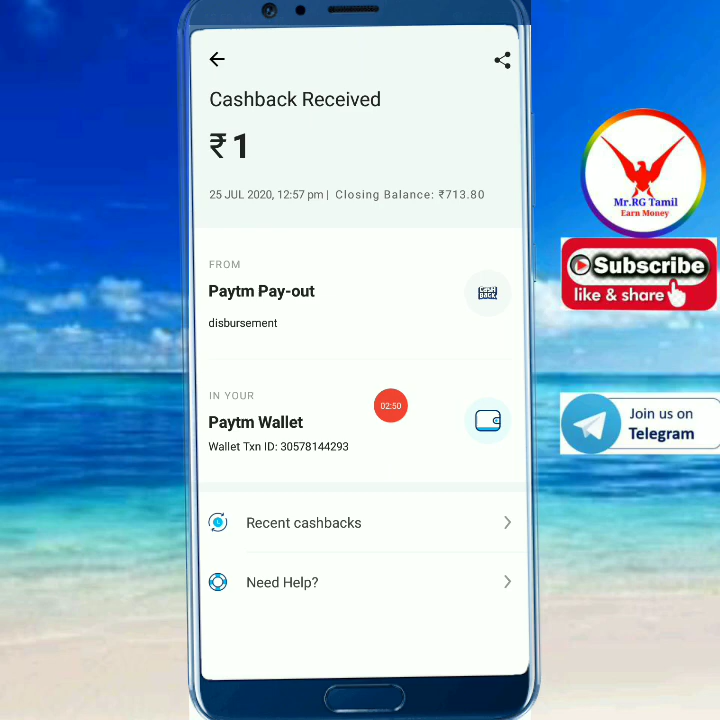 Cashback Received
₹1
25 JUL 2020, 12:57 pm | Closing Balance: ₹713.80
FROM
Paytm Pay-out
CASH
BACK
disbursement
IN YOUR
02:50
Paytm Wallet
Wallet Txn ID: 30578144293
Recent cashbacks
Need Help?
Mr.RG Tamil
Earn Money
Subscribe
like & share
Join us on
Telegram